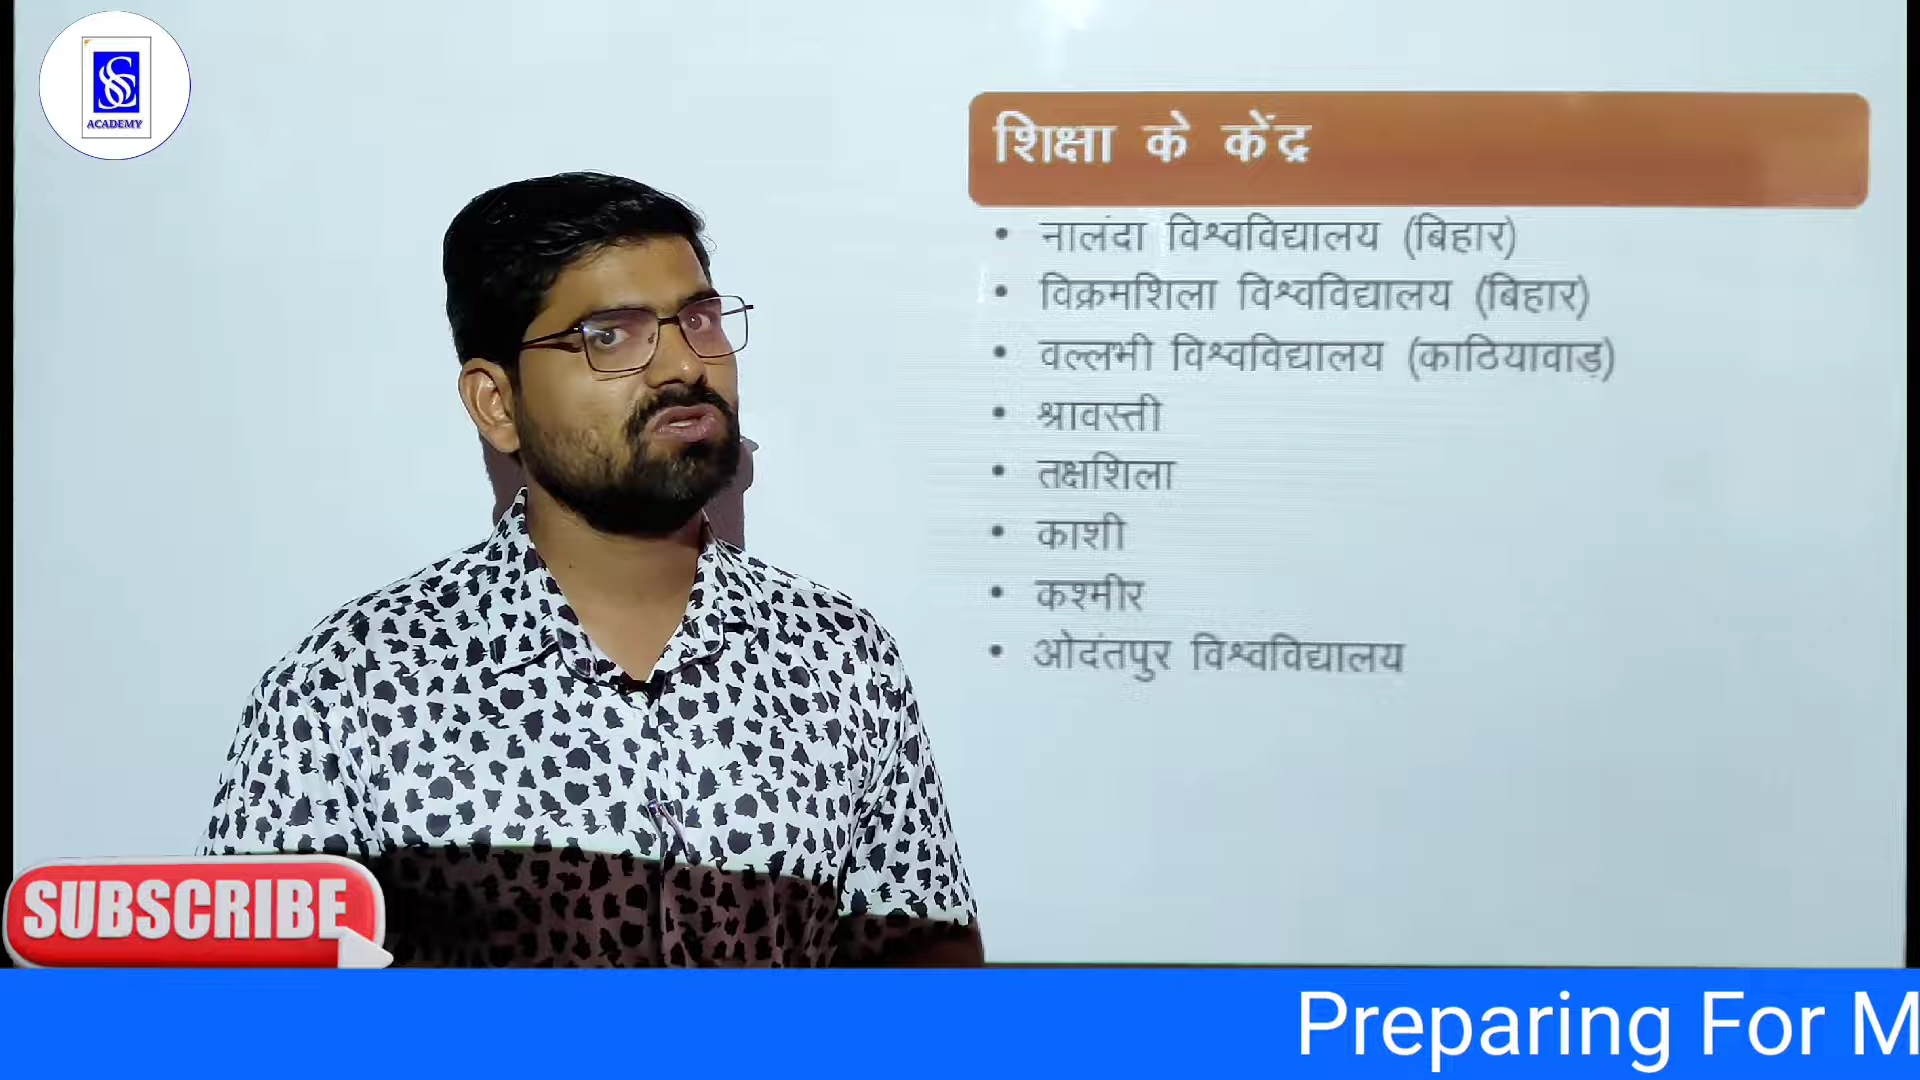 SSC
ACADEMY
शिक्षा के केंद्र
• नालंदा विश्वविद्यालय (बिहार)
• विक्रमशिला विश्वविद्यालय (बिहार)
• वल्लभी विश्वविद्यालय (काठियावाड़)
• श्रावस्ती
• तक्षशिला
• काशी
• कश्मीर
• ओदंतपुर विश्वविद्यालय
SUBSCRIBE
Preparing For M